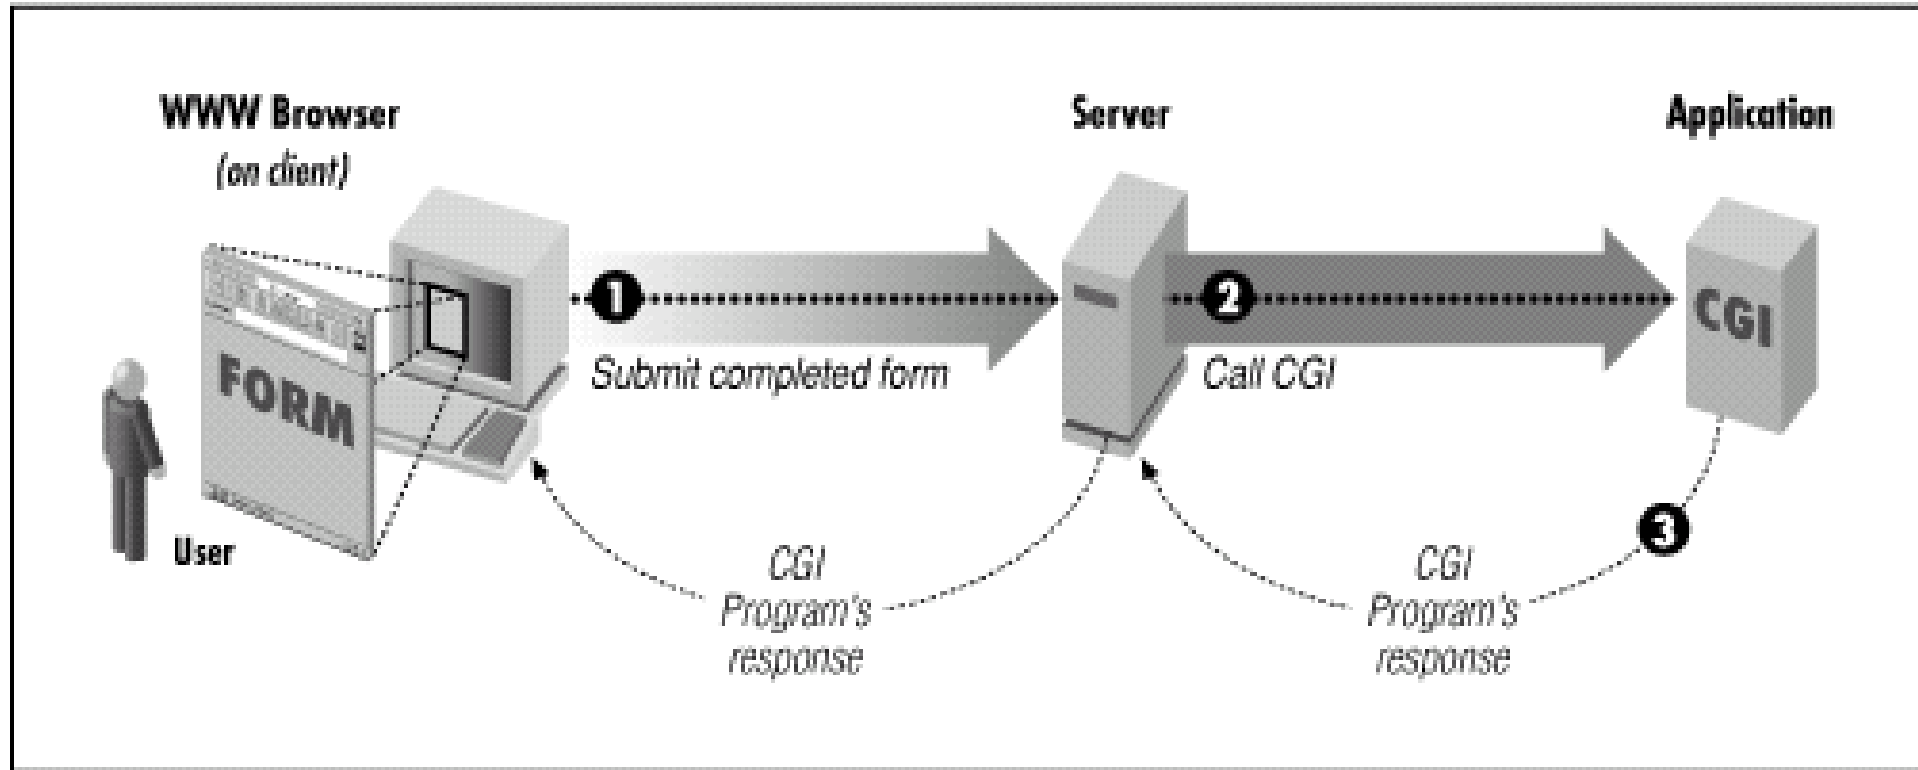 WWW Browser
(on client)
Server
Application
1
2
CGI
FORM
Submit completed form
Call CGI
User
3
CGI
Program's
response
CGI
Program's
response